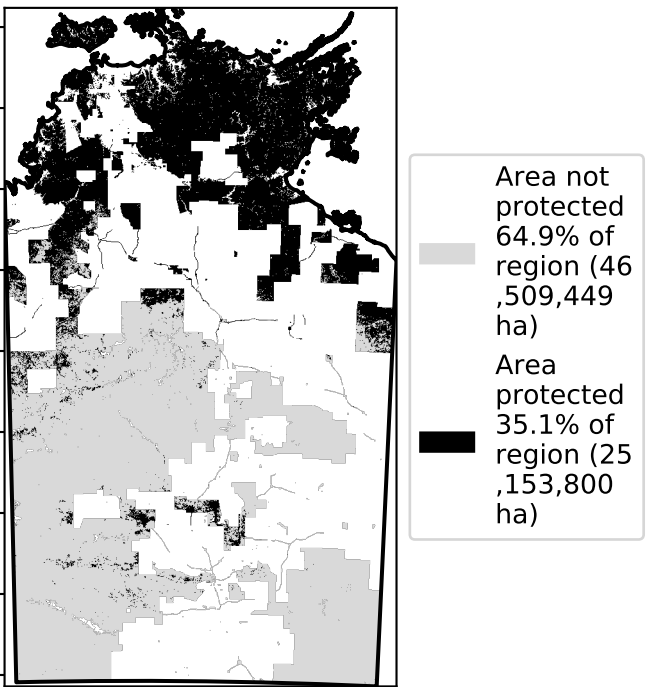 Area not
protected
64.9% of
region (46
,509,449
ha)
Area
protected
35.1% of
region (25
,153,800
ha)